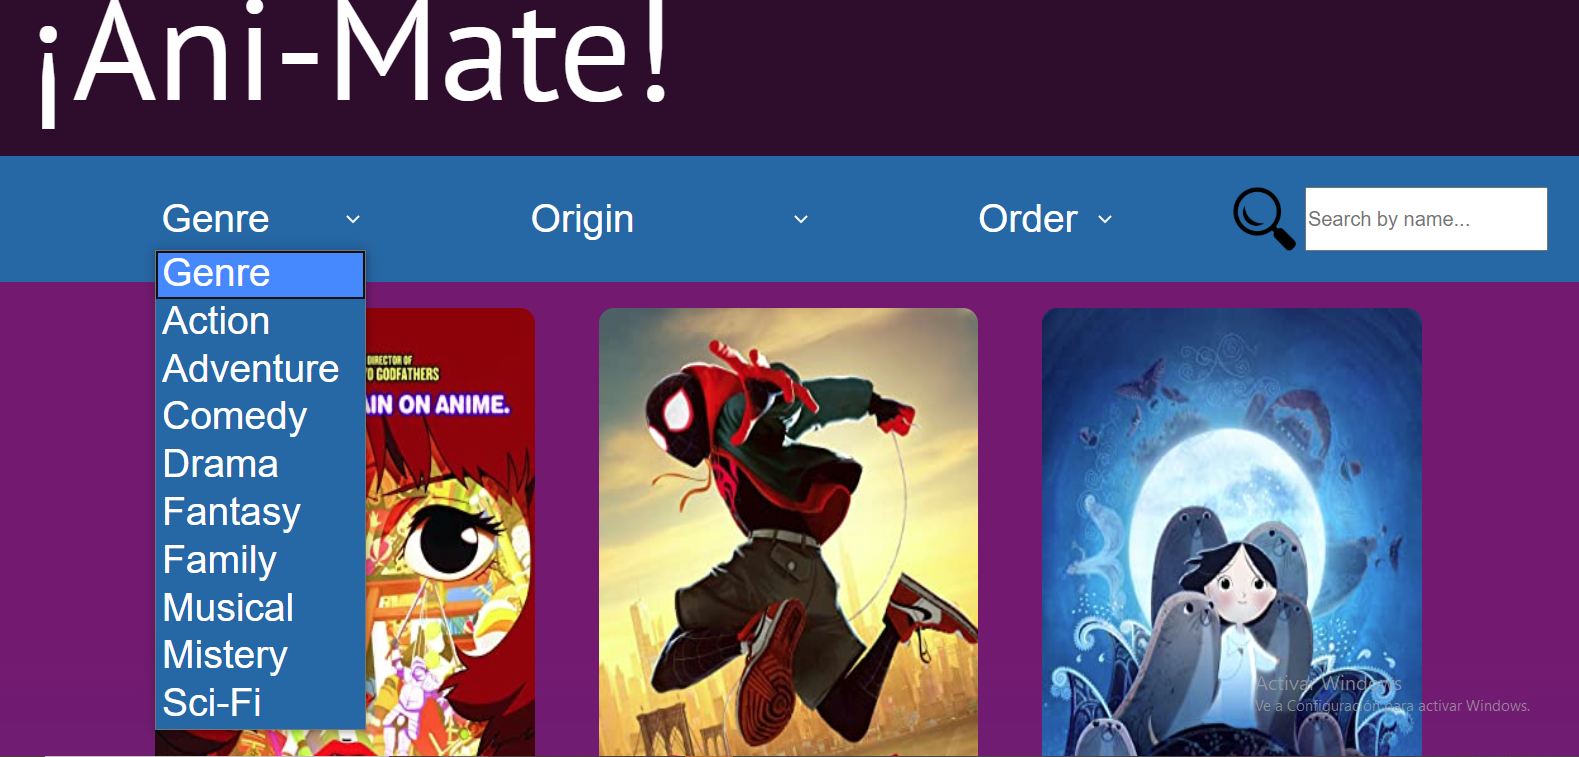 ¡Ani-Mate!
Genre
Origin
Order
Search by name...
Genre
Action
Adventure
Comedy
Drama
Fantasy
Family
Musical
Mistery
Sci-Fi
DIRECTOR OF
GODFATHERS
ON ANIME.
Activar Windows
Ve a Configuración para activar Windows.